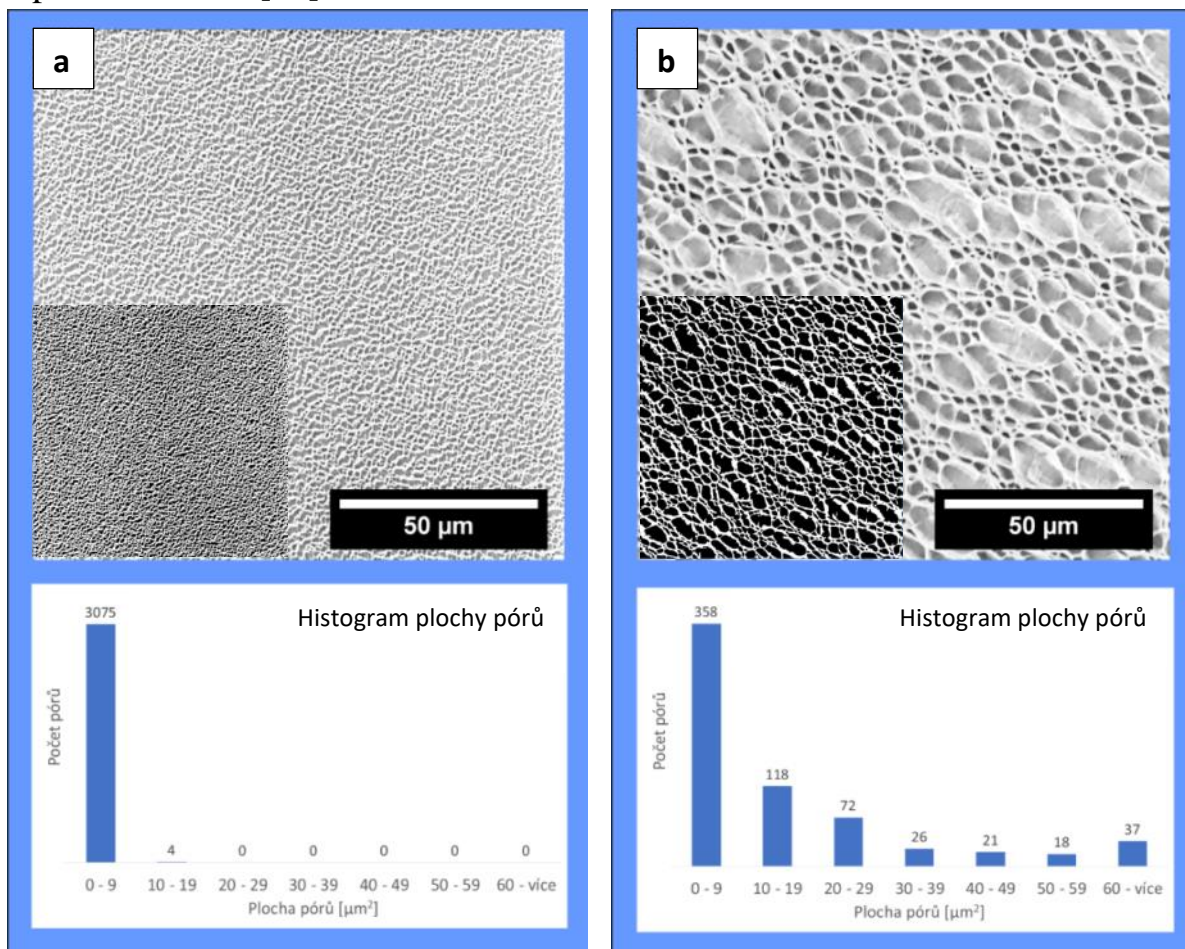 a
50 µm
Histogram plochy pórů
3075
4
0
0
0
0
0
Počet pórů
0 - 9
10 - 19
20 - 29
30 - 39
40 - 49
50 - 59
60 - více
Plocha pórů [µm²]
b
50 µm
Histogram plochy pórů
358
118
72
26
21
18
37
Počet pórů
0 - 9
10 - 19
20 - 29
30 - 39
40 - 49
50 - 59
60 - více
Plocha pórů [µm²]